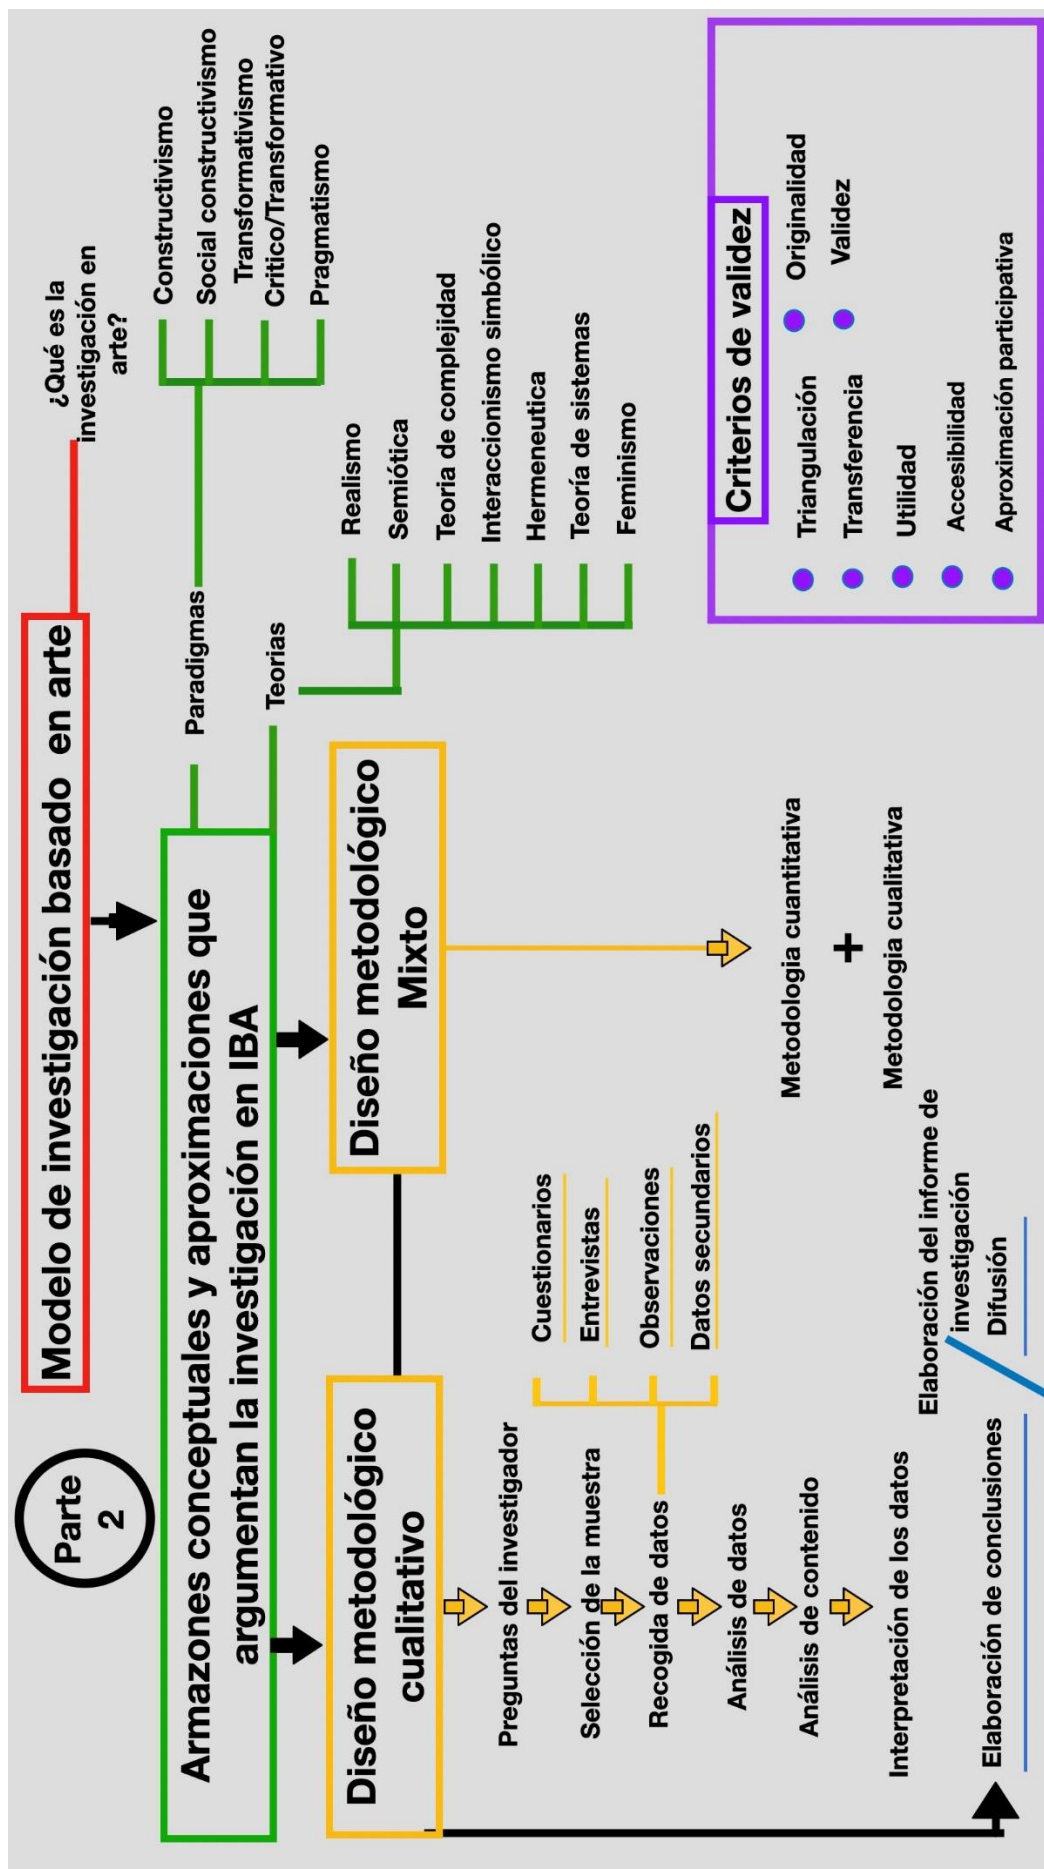 Parte
2
Modelo de investigación basado en arte
¿Qué es la
investigación en
arte?
Armazones conceptuales y aproximaciones que
argumentan la investigación en IBA
Paradigmas
Constructivismo
Social constructivismo
Transformativismo
Critico/Transformativo
Pragmatismo
Teorias
Realismo
Semiótica
Teoria de complejidad
Interaccionismo simbólico
Hermeneutica
Teoría de sistemas
Feminismo
Diseño metodológico
cualitativo
Diseño metodológico
Mixto
Preguntas del investigador
Selección de la muestra
Recogida de datos
Cuestionarios
Entrevistas
Observaciones
Datos secundarios
Análisis de datos
Análisis de contenido
Interpretación de los datos
Elaboración de conclusiones
Elaboración del informe de
investigación
Difusión
Metodologia cuantitativa
+
Metodologia cualitativa
Criterios de validez
Triangulación
Transferencia
Utilidad
Accesibilidad
Aproximación participativa
Originalidad
Validez